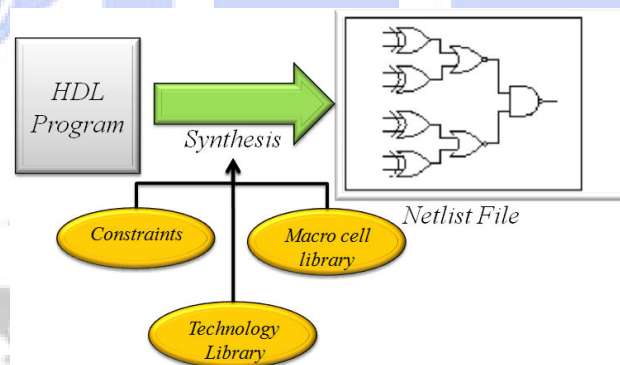 HDL
Program
Synthesis
Netlist File
Constraints
Macro cell
library
Technology
Library